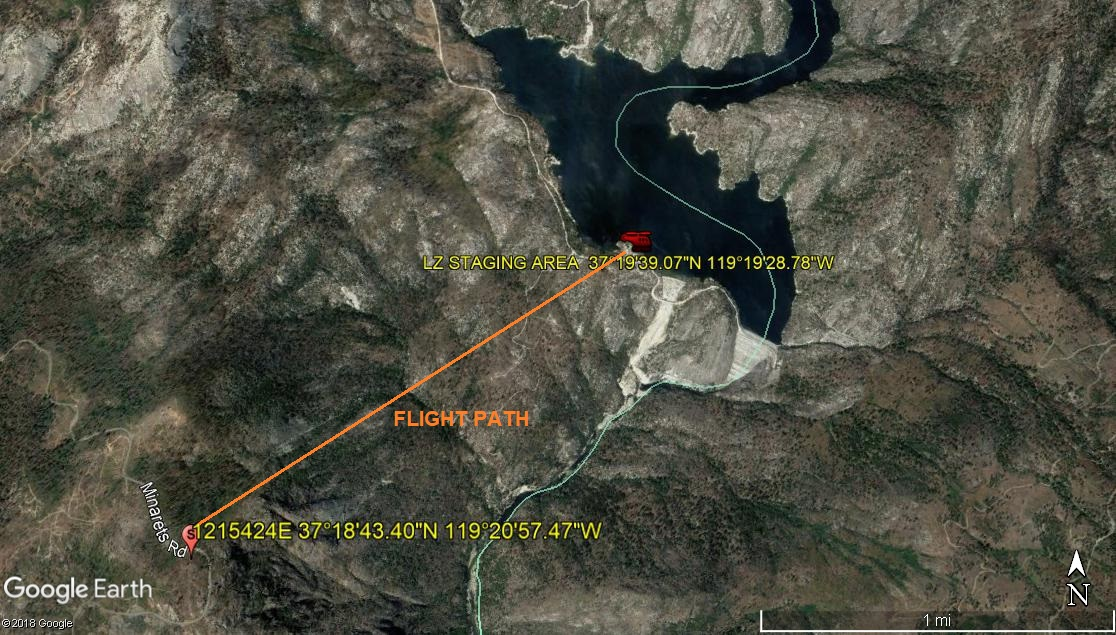 LZ STAGING AREA 37°19'39.07"N 119°19'28.78"W
FLIGHT PATH
Minarets Rd
S
1215424E 37°18'43.40"N 119°20'57.47"W
Google Earth
©2018 Google
N
1 mi